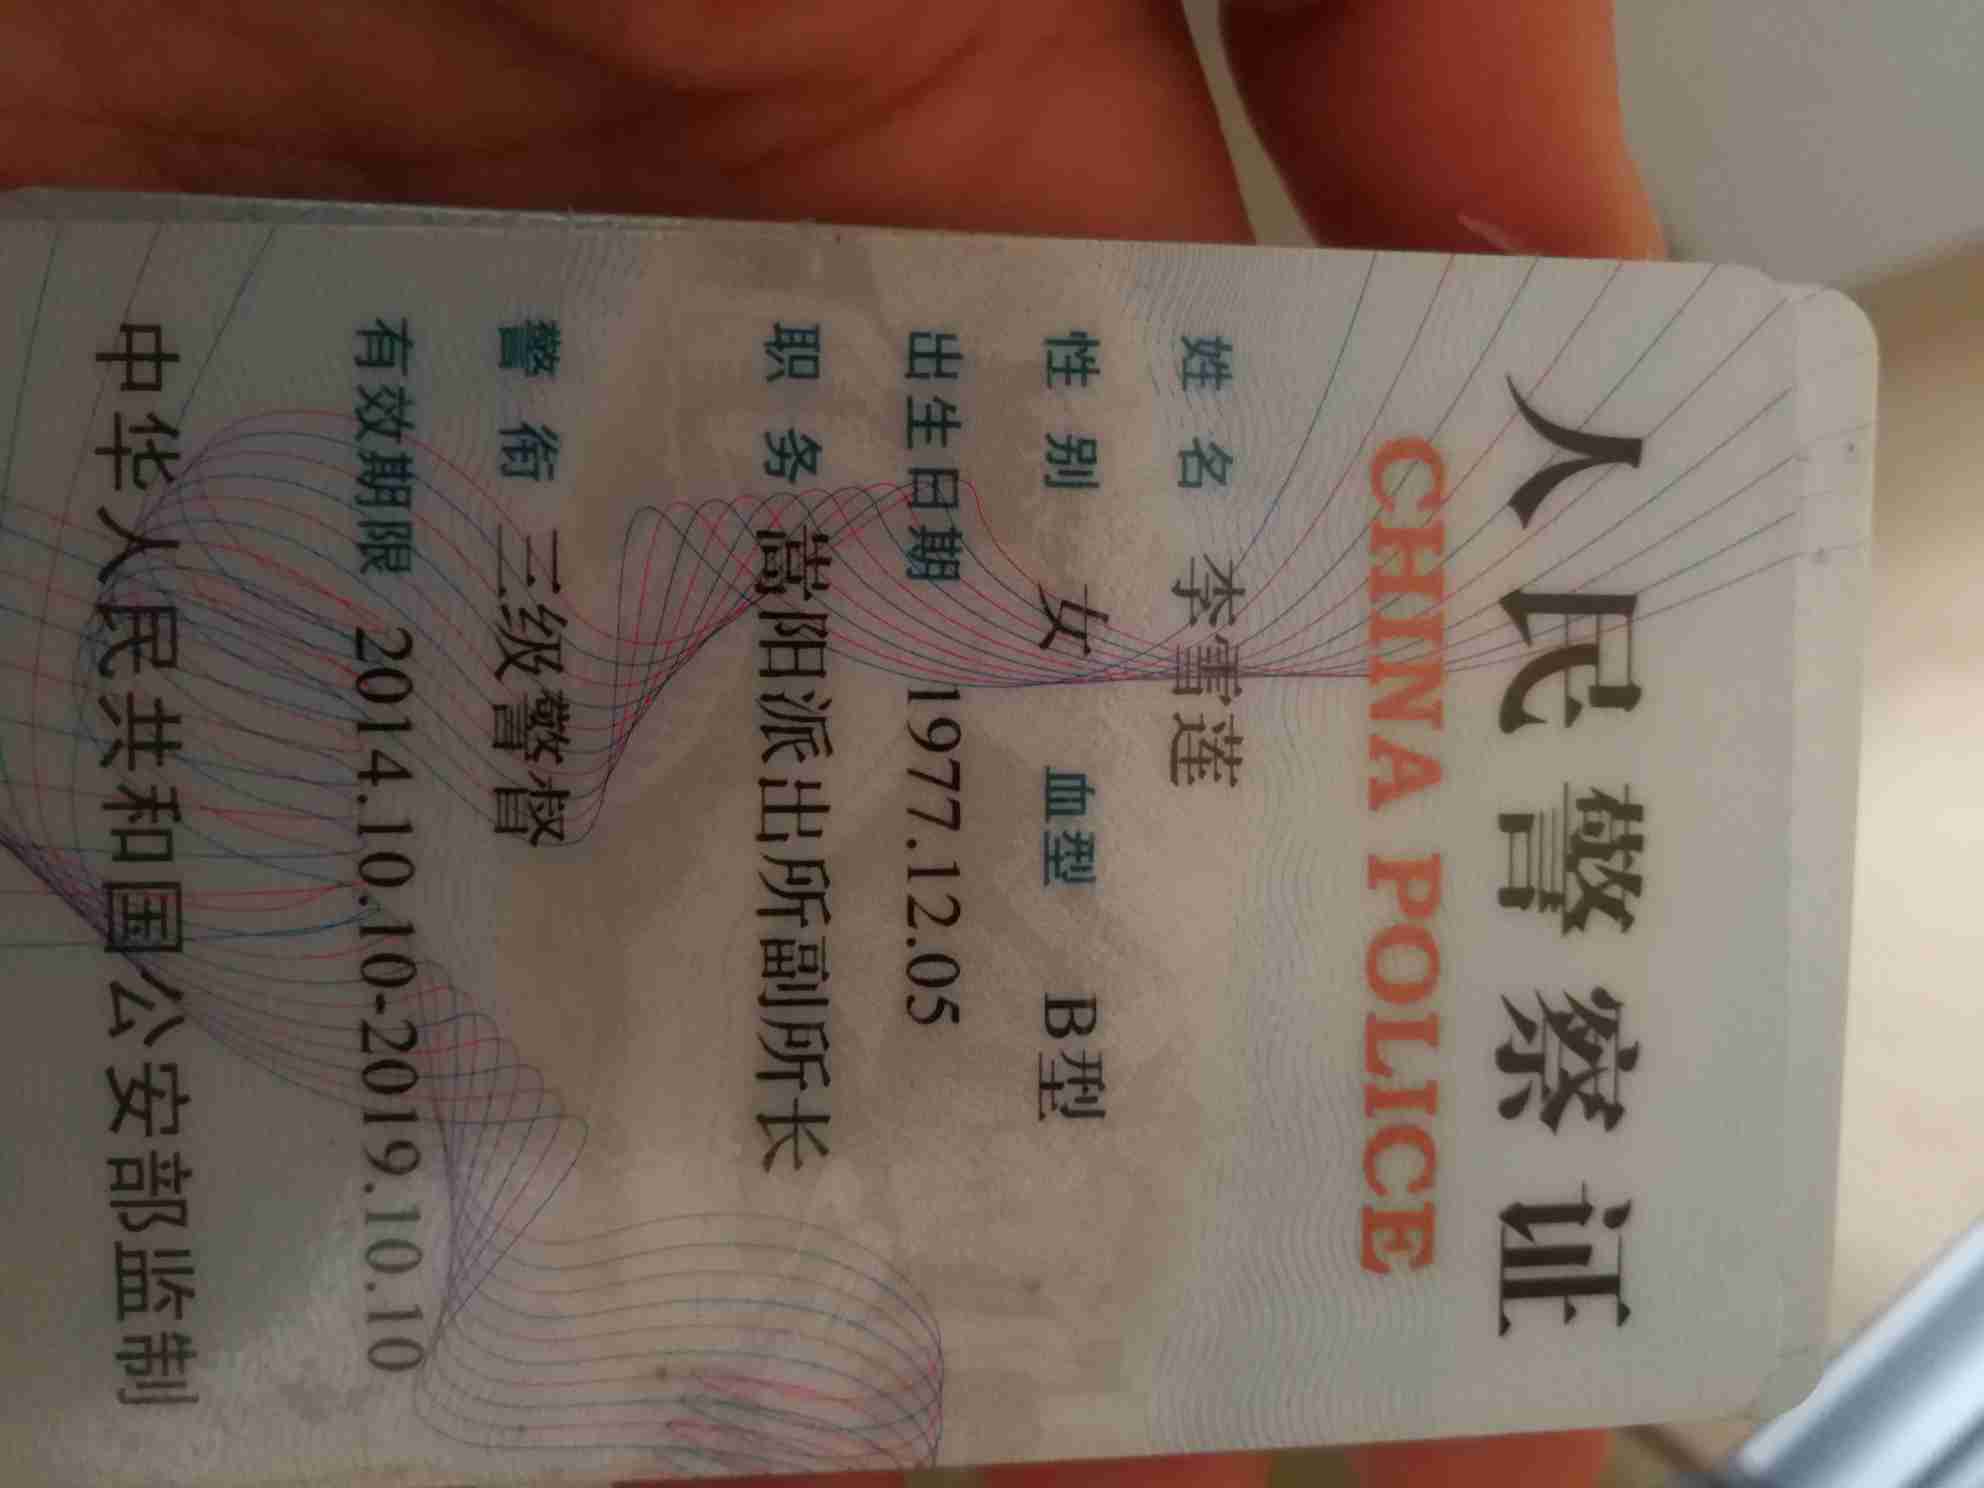 人民警察证
CHINA POLICE
姓名 李雪莲
性别 女 血型 B型
出生日期 1977.12.05
职务 嵩阳派出所副所长
警衔 三级警督
有效期限 2014.10.10-2019.10.10
中华人民共和国公安部监制